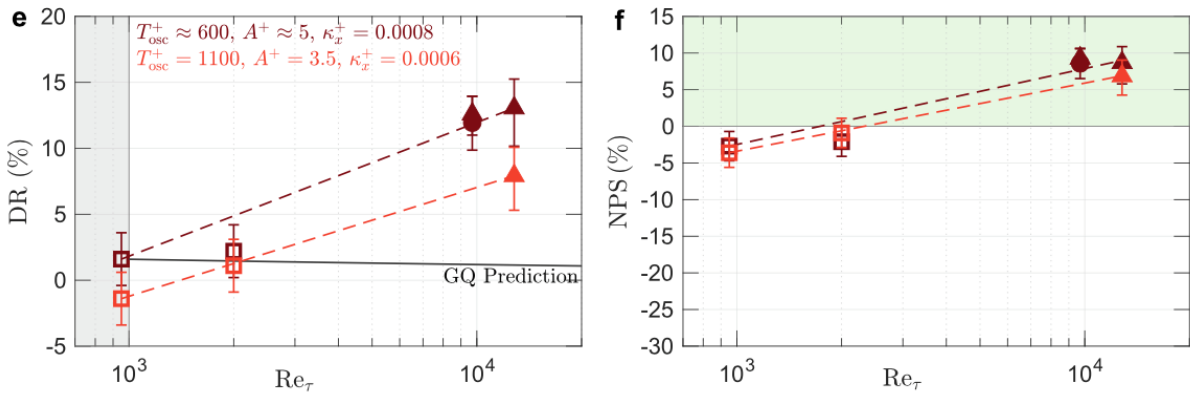 e
T⁺osc ≈ 600, A⁺ ≈ 5, κ⁺x = 0.0008
T⁺osc = 1100, A⁺ = 3.5, κ⁺x = 0.0006
20
15
10
5
0
-5
DR (%)
GQ Prediction
10³
10⁴
Reτ
f
15
10
5
0
-5
-10
-15
-20
-25
-30
NPS (%)
10³
10⁴
Reτ